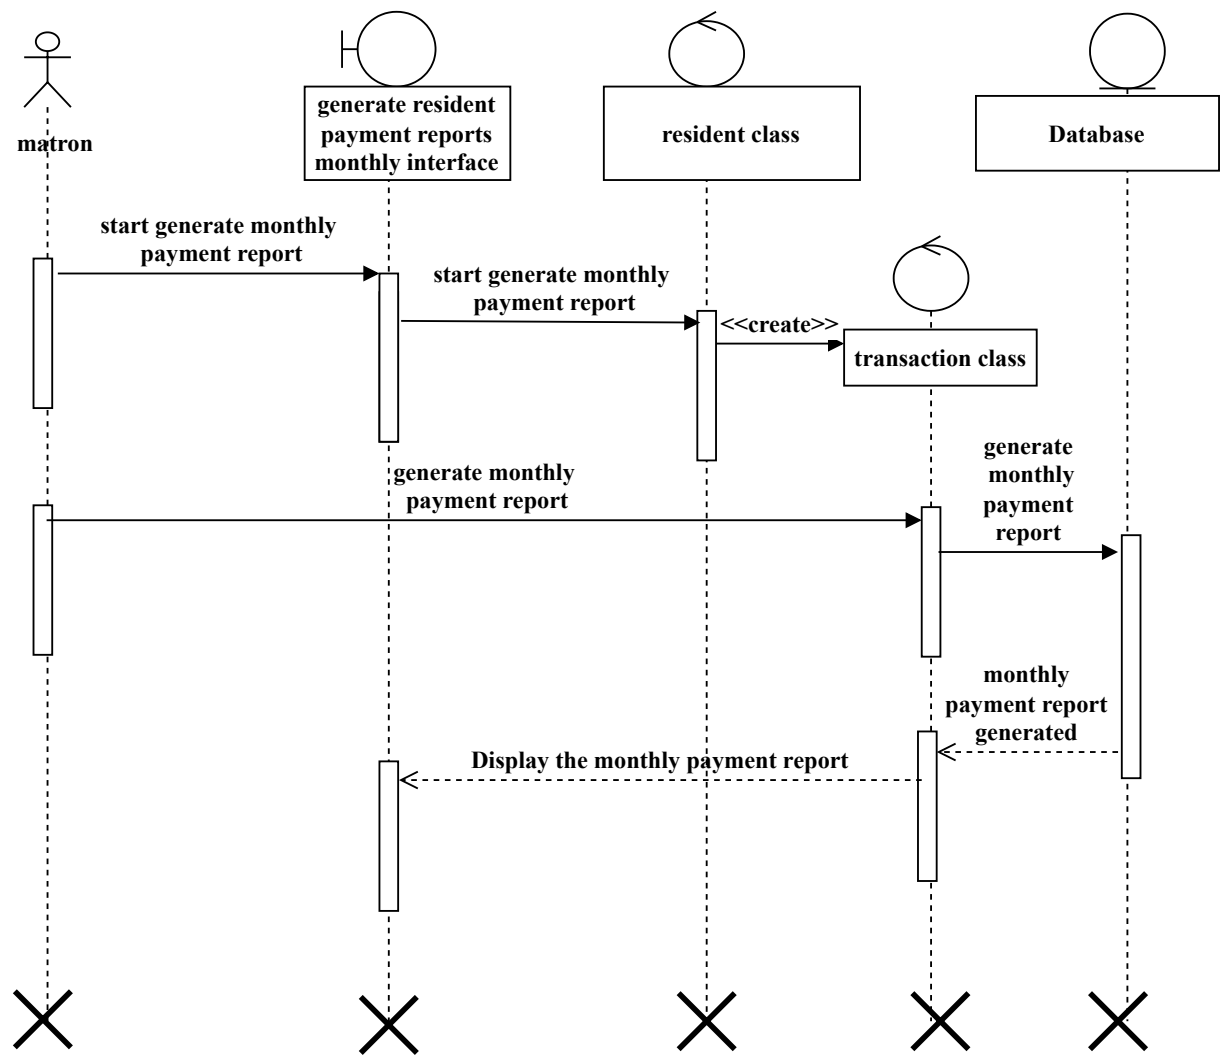 matron
generate resident
payment reports
monthly interface
resident class
Database
start generate monthly
payment report
start generate monthly
payment report
<<create>>
transaction class
generate monthly
payment report
generate
monthly
payment
report
monthly
payment report
generated
Display the monthly payment report